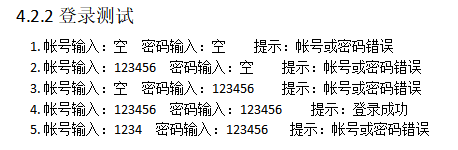 4.2.2 登录测试
1. 帐号输入：空 密码输入：空 提示：帐号或密码错误
2. 帐号输入：123456 密码输入：空 提示：帐号或密码错误
3. 帐号输入：空 密码输入：123456 提示：帐号或密码错误
4. 帐号输入：123456 密码输入：123456 提示：登录成功
5. 帐号输入：1234 密码输入：123456 提示：帐号或密码错误